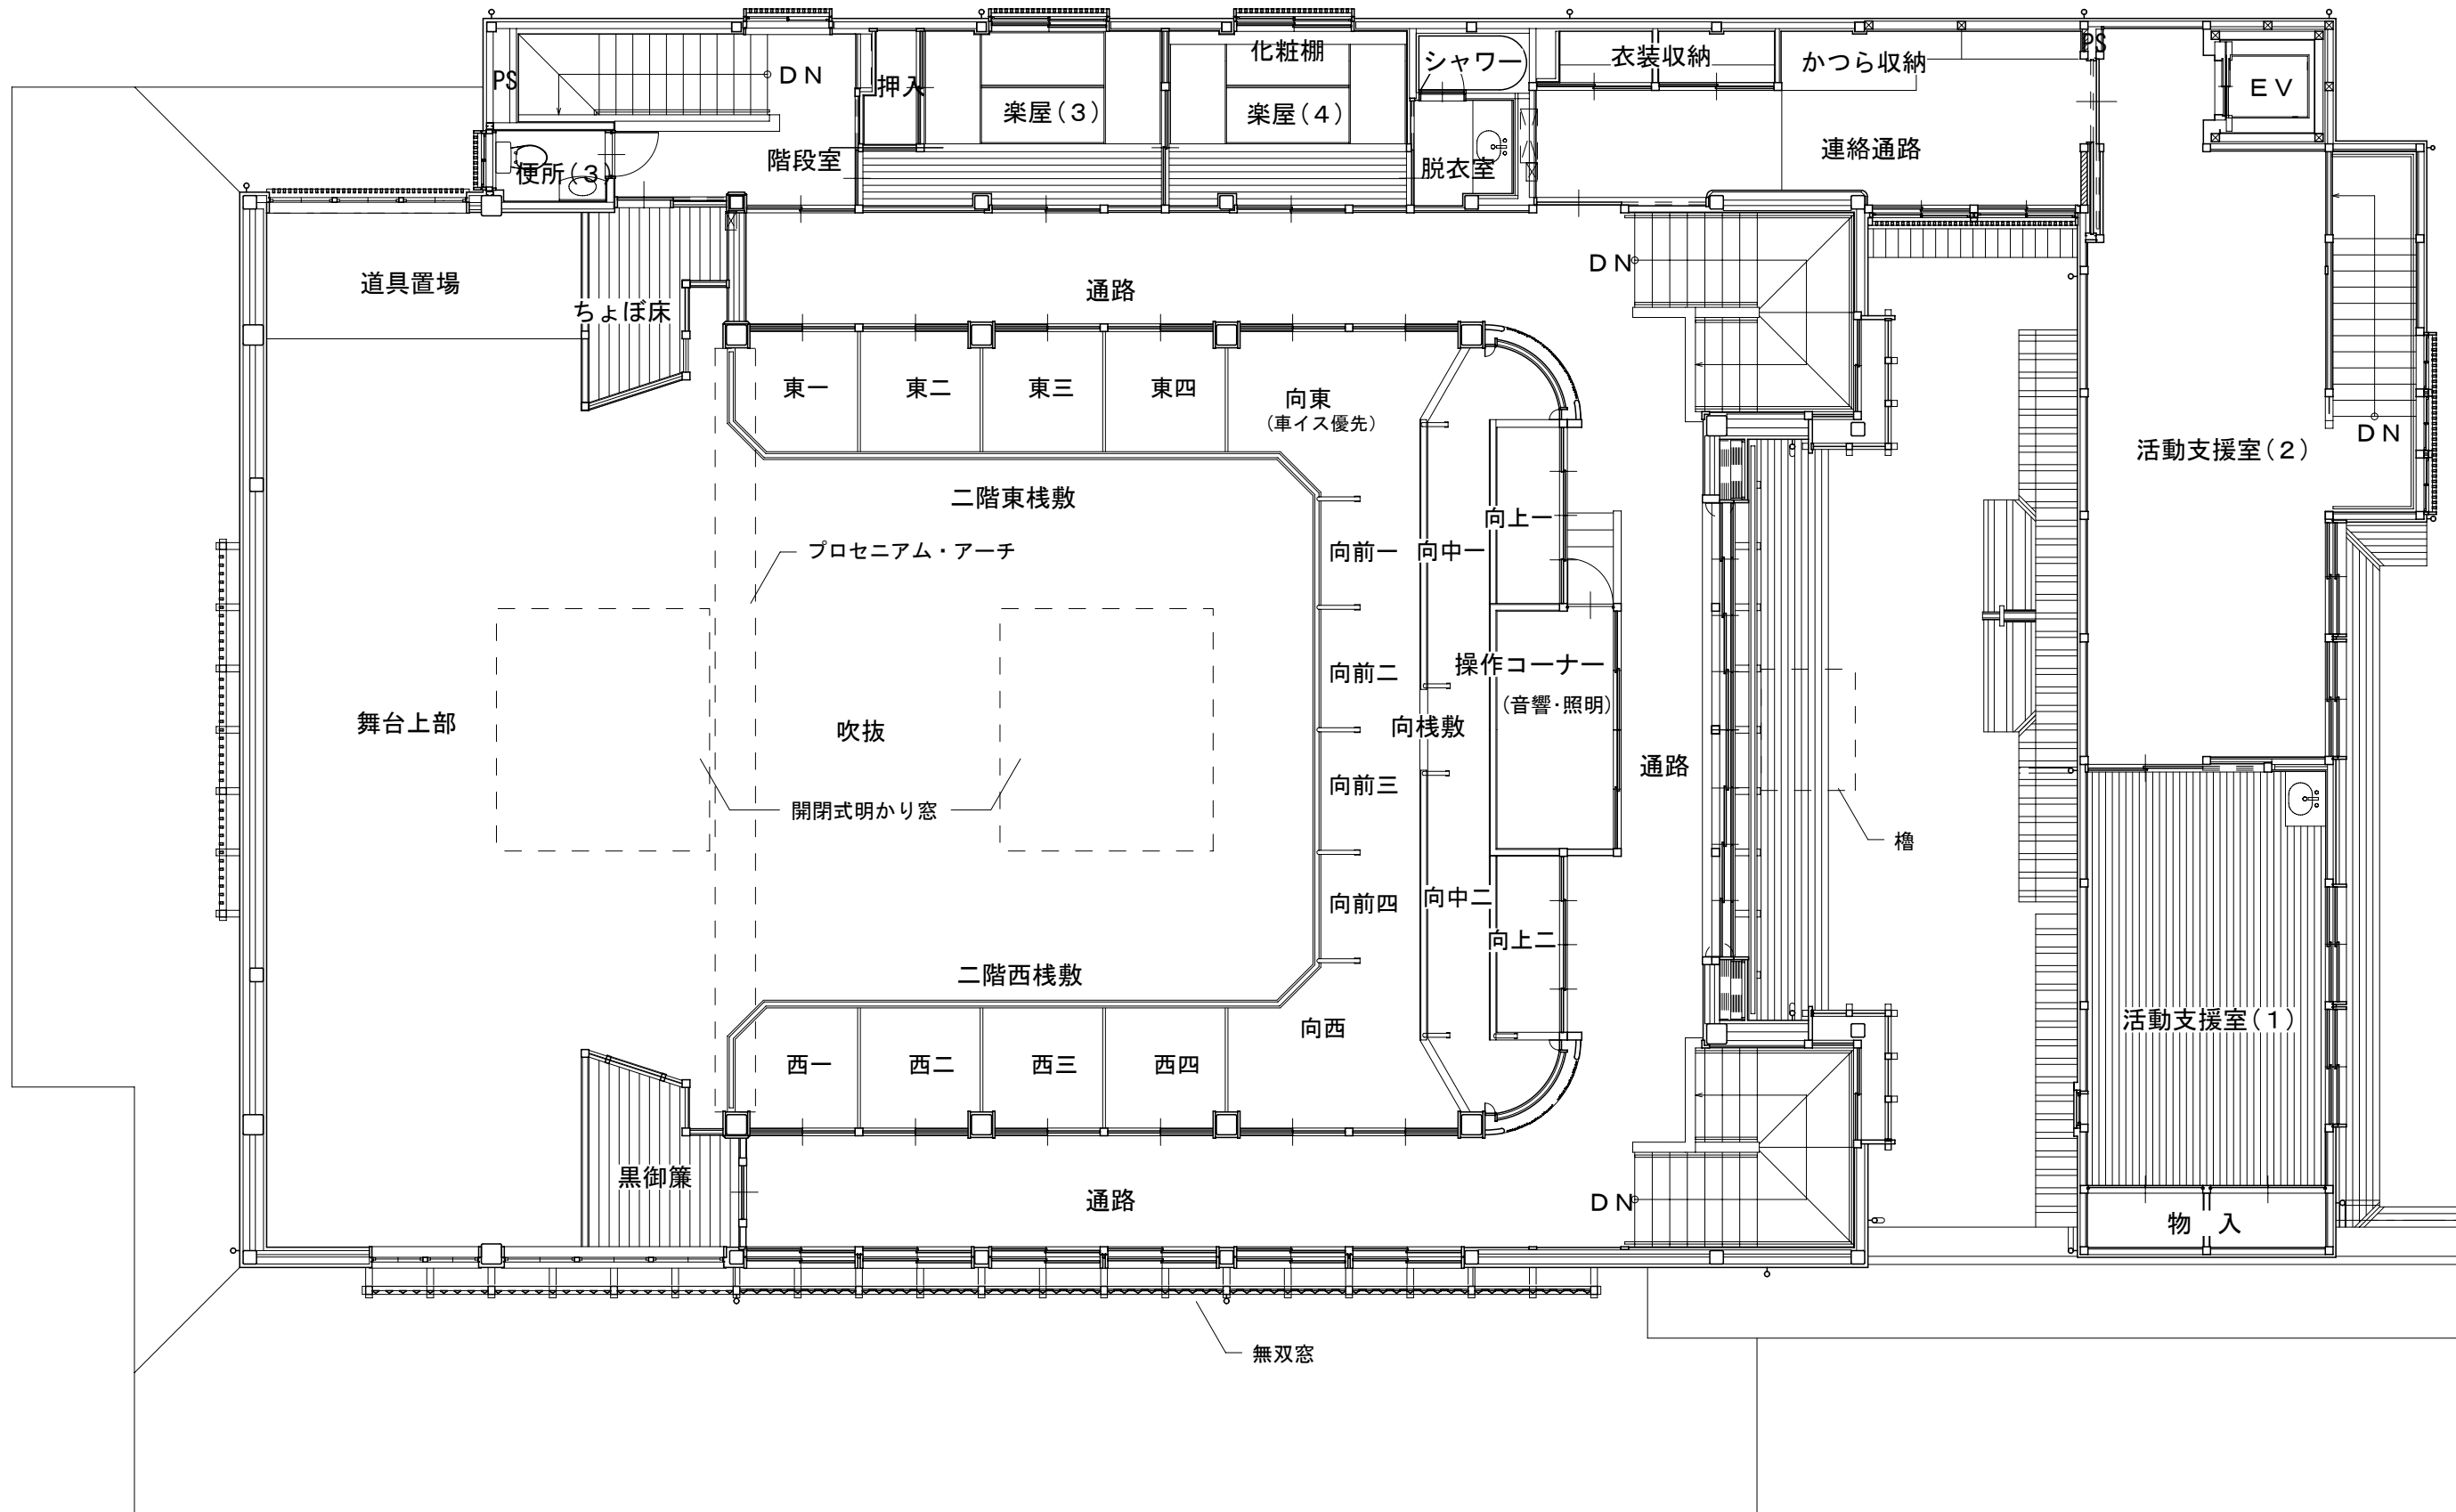 化粧棚
シャワー
衣装収納
かつら収納
PS
PS
DN
押入
楽屋(3)
楽屋(4)
EV
便所(3)
階段室
脱衣室
連絡通路
道具置場
ちょぼ床
通路
DN
東一
東二
東三
東四
向東
(車イス優先)
DN
活動支援室(2)
二階東桟敷
プロセニアム・アーチ
向前一
向中一
向上一
向前二
操作コーナー
(音響・照明)
舞台上部
吹抜
向桟敷
通路
向前三
開閉式明かり窓
櫓
向前四
向中二
向上二
二階西桟敷
向西
活動支援室(1)
西一
西二
西三
西四
黒御簾
通路
DN
物 入
無双窓